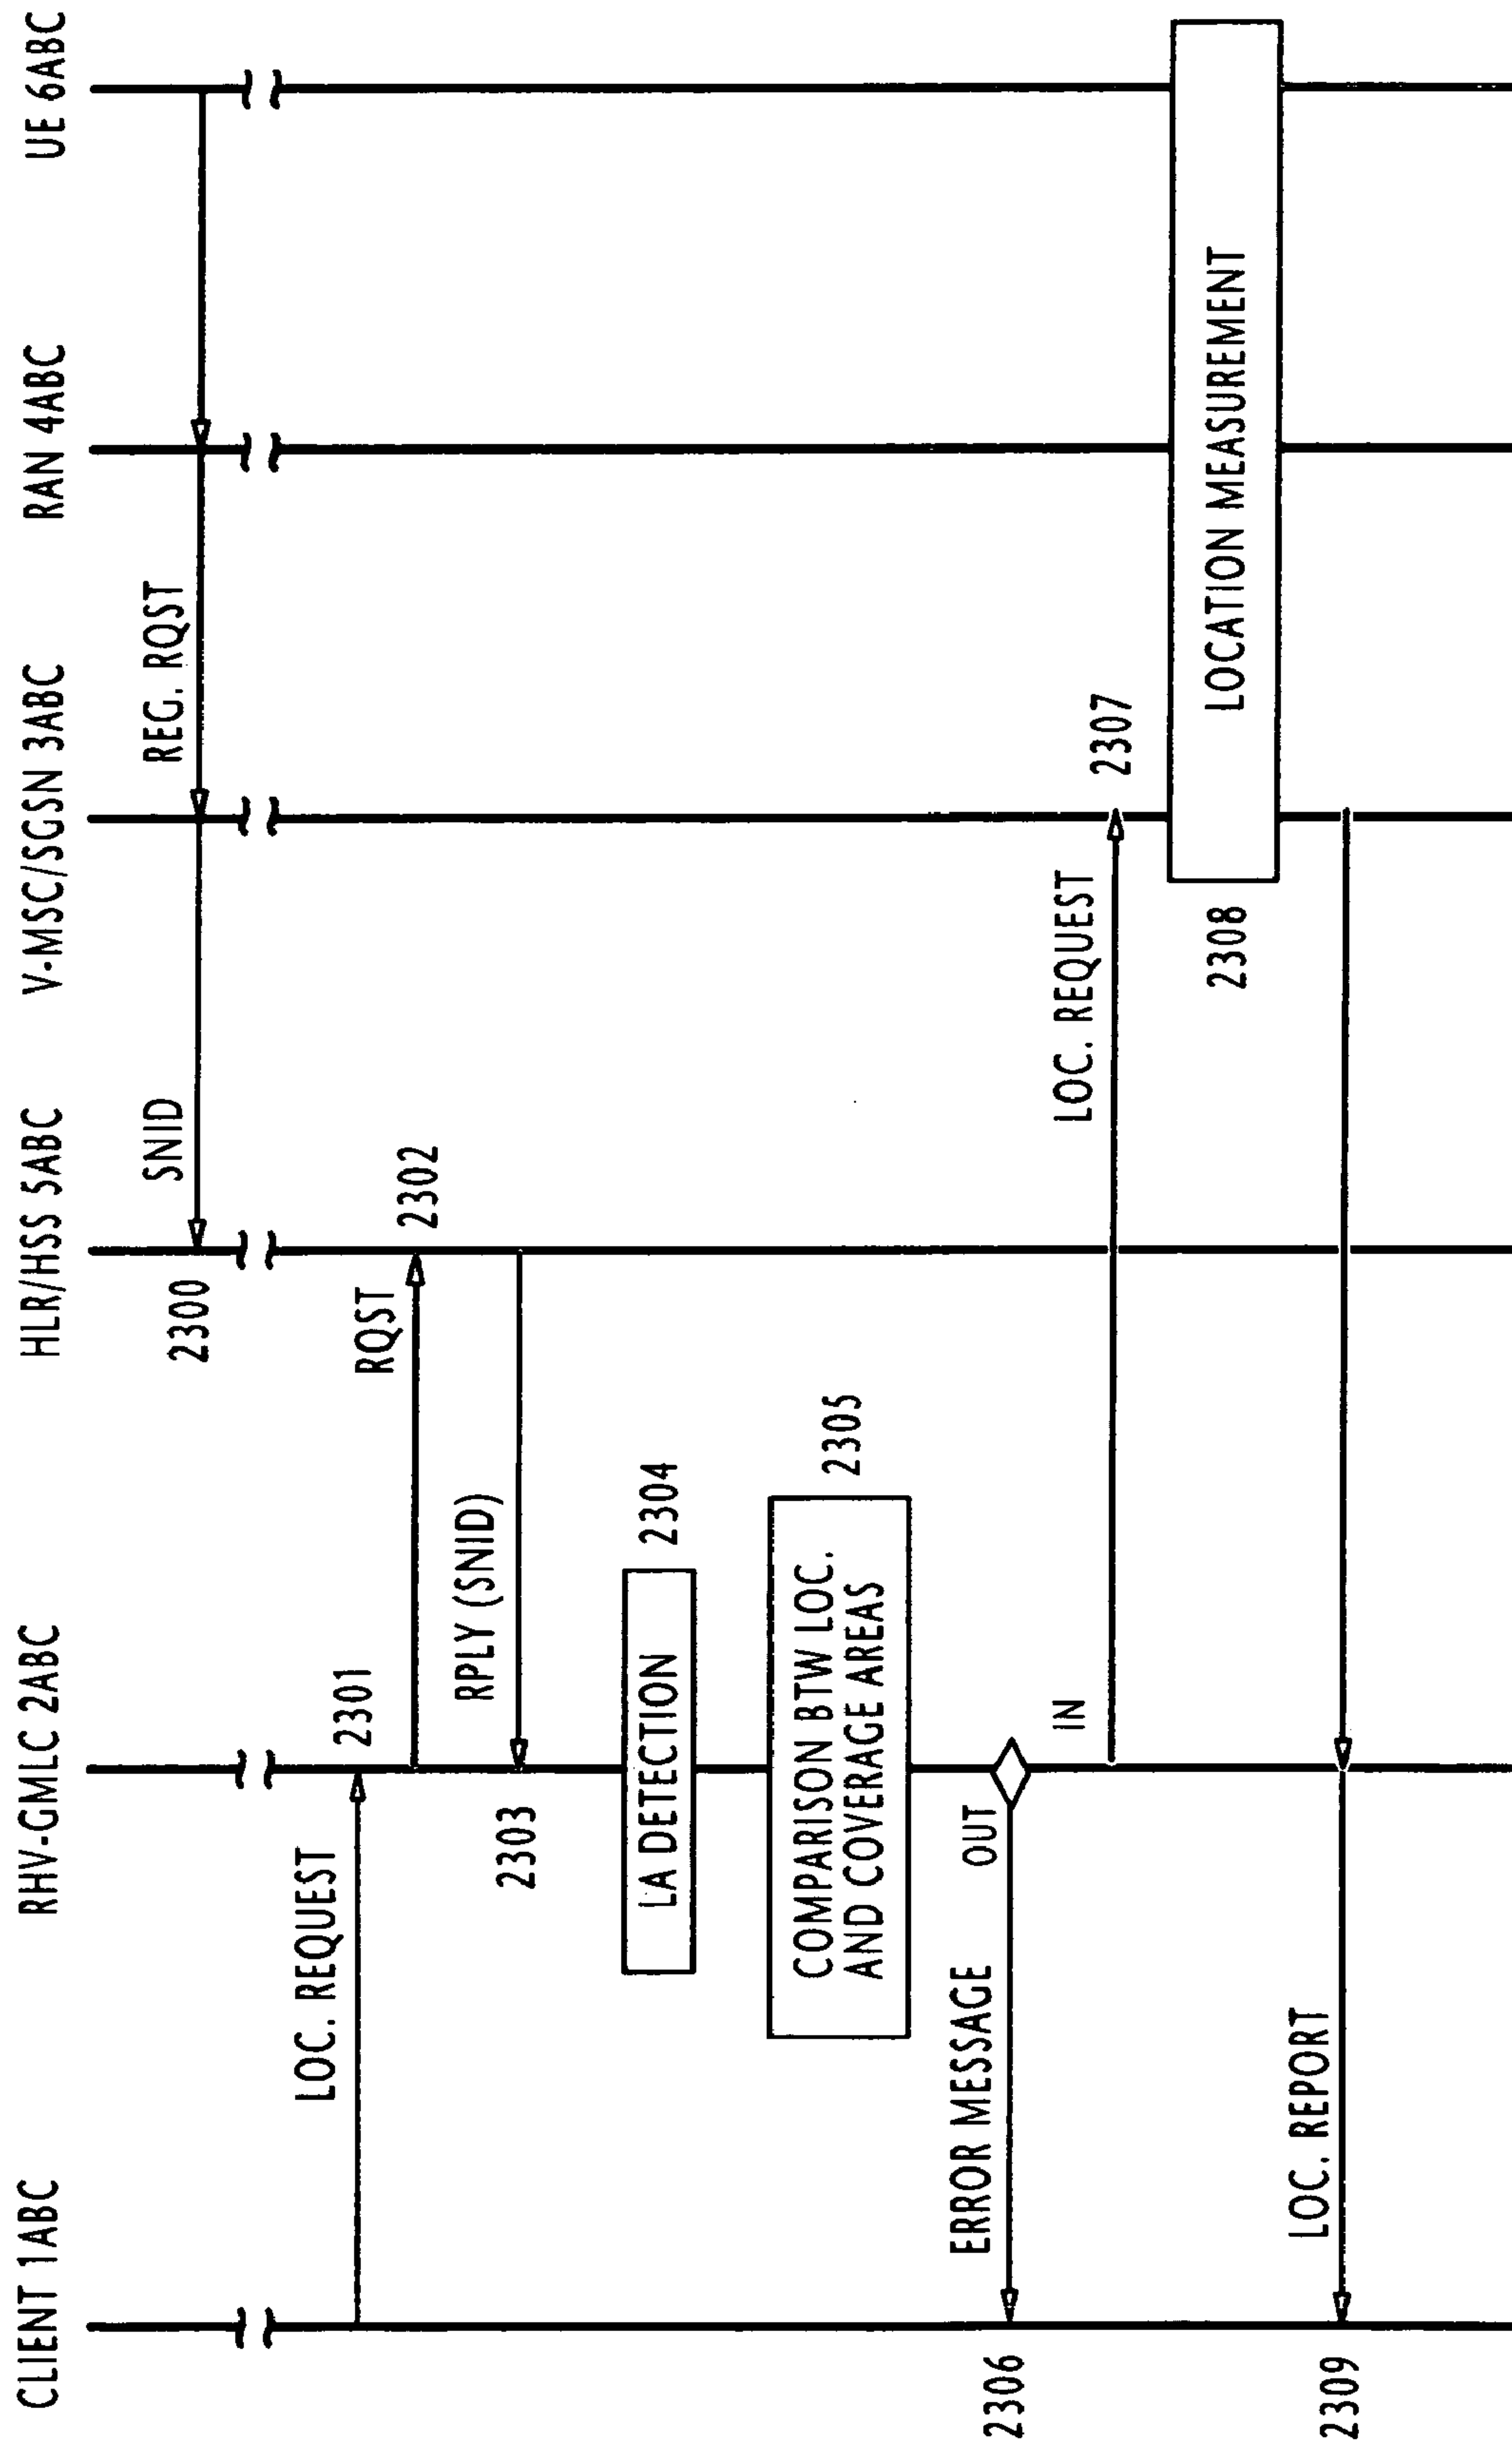 CLIENT 1ABC
RHV-GMLC 2ABC
HLR/HSS 5ABC
V-MSC/SGSN 3ABC
RAN 4ABC
UE 6ABC
2300
SNID
REG. RQST
LOC. REQUEST
2301
RQST
2302
RPLY (SNID)
2303
LA DETECTION
2304
COMPARISON BTW LOC.
AND COVERAGE AREAS
2305
2306
ERROR MESSAGE
OUT
IN
LOC. REQUEST
2307
2308
LOCATION MEASUREMENT
2309
LOC. REPORT